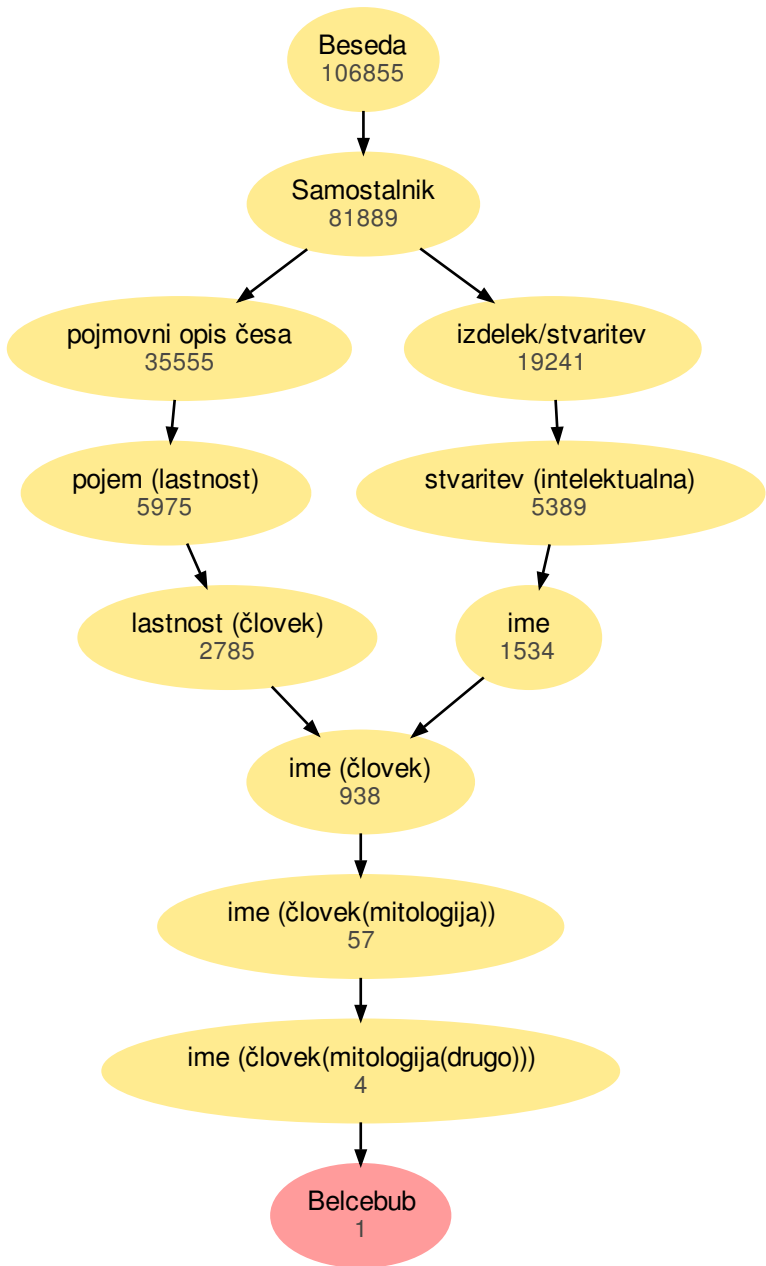 Beseda
106855
Samostalnik
81889
pojmovni opis česa
35555
izdelek/stvaritev
19241
pojem (lastnost)
5975
stvaritev (intelektualna)
5389
lastnost (človek)
2785
ime
1534
ime (človek)
938
ime (človek(mitologija))
57
ime (človek(mitologija(drugo)))
4
Belcebub
1